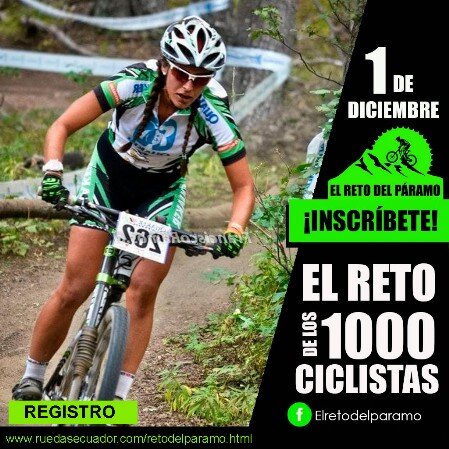 1 DE
DICIEMBRE
EL RETO DEL PÁRAMO
¡INSCRÍBETE!
EL RETO
DE LOS
1000
CICLISTAS
f Elretodelparamo
REGISTRO
www.ruedasecuador.com/retodelparamo.html